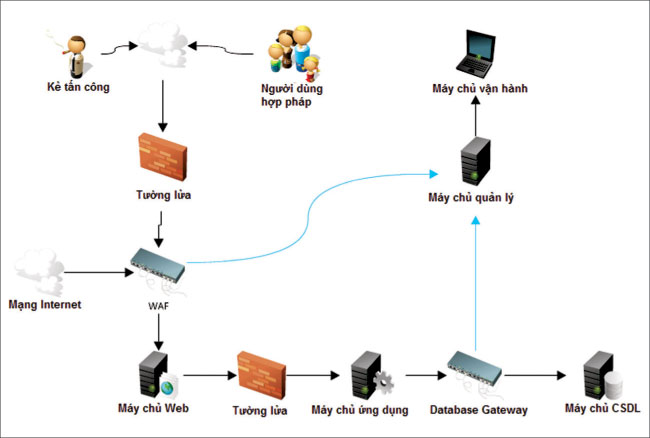 Kẻ tấn công
Người dùng
hợp pháp
Máy chủ vận hành
Tường lửa
Máy chủ quản lý
Mạng Internet
WAF
Máy chủ Web
Tường lửa
Máy chủ ứng dụng
Database Gateway
Máy chủ CSDL